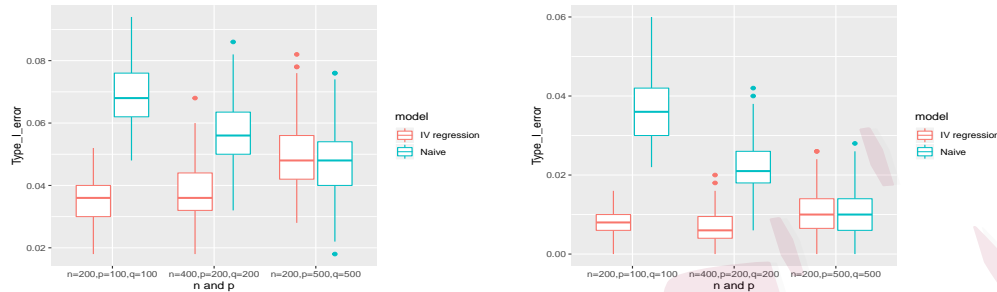 Type_I_error
0.08
0.06
0.04
0.02
n=200,p=100,q=100
n=400,p=200,q=200
n=200,p=500,q=500
n and p
model
IV regression
Naive
Type_I_error
0.06
0.04
0.02
0.00
n=200,p=100,q=100
n=400,p=200,q=200
n=200,p=500,q=500
n and p
model
IV regression
Naive